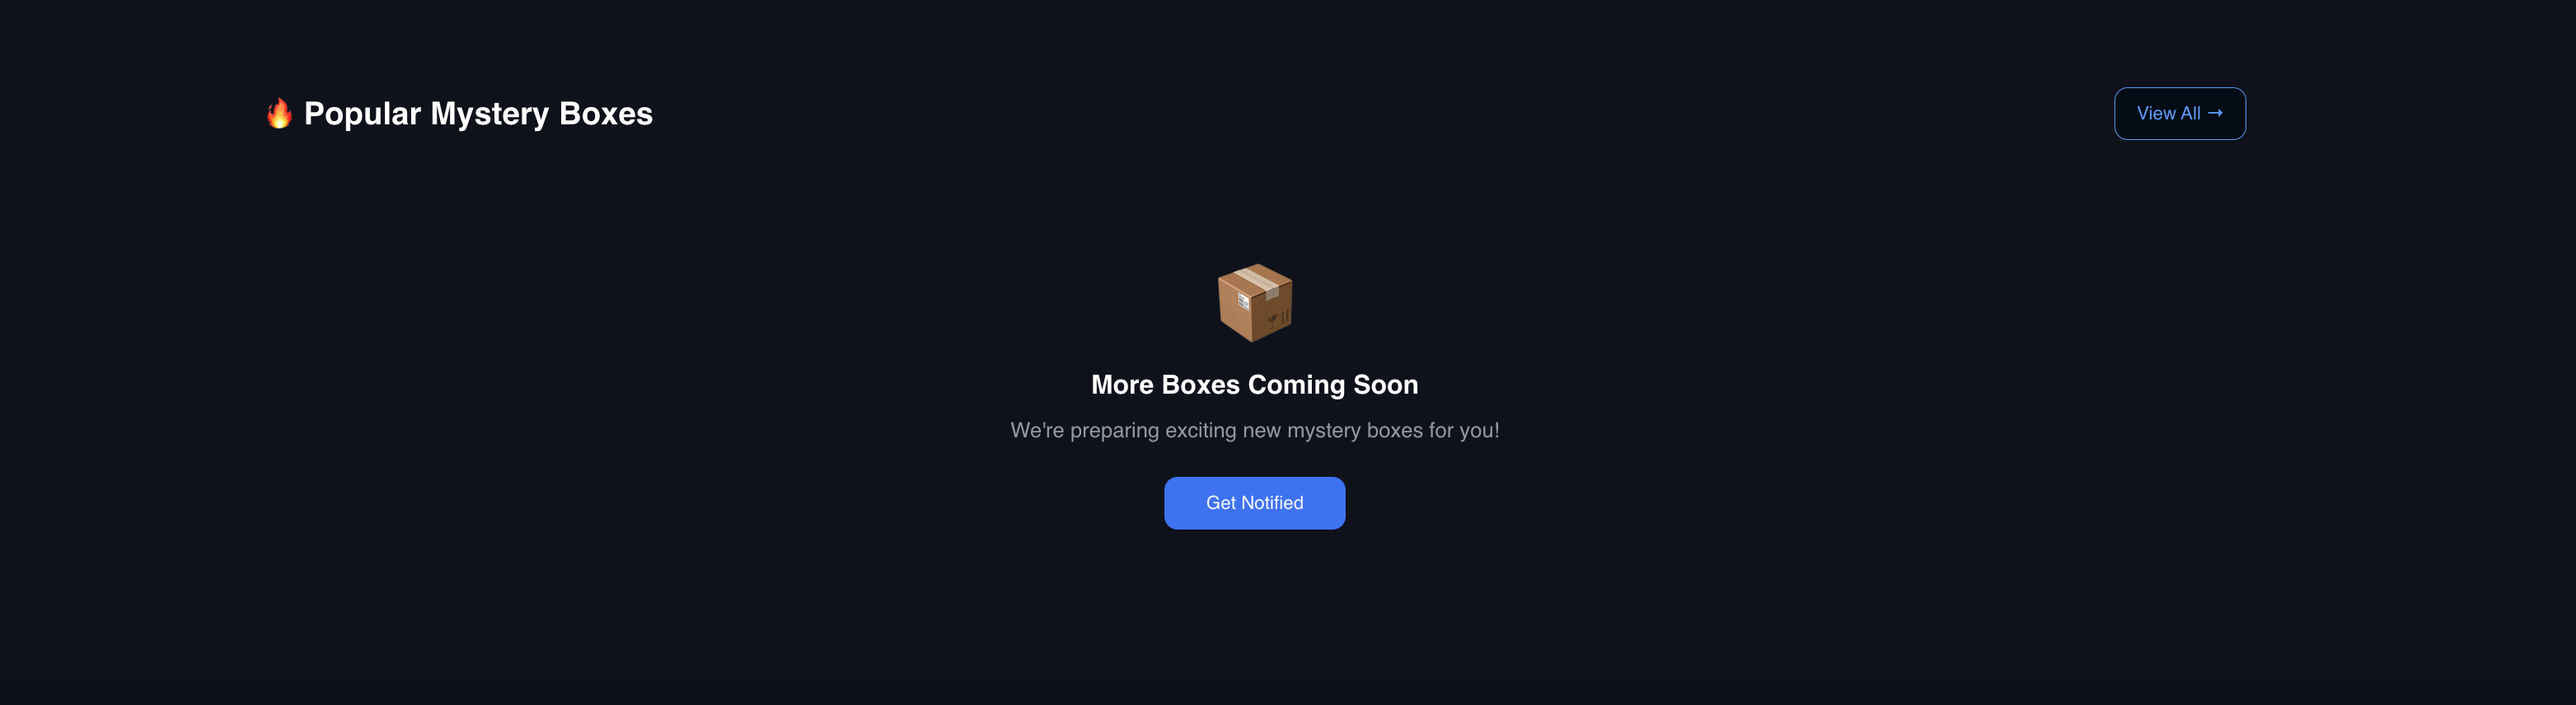 🔥 Popular Mystery Boxes
View All →
More Boxes Coming Soon
We're preparing exciting new mystery boxes for you!
Get Notified